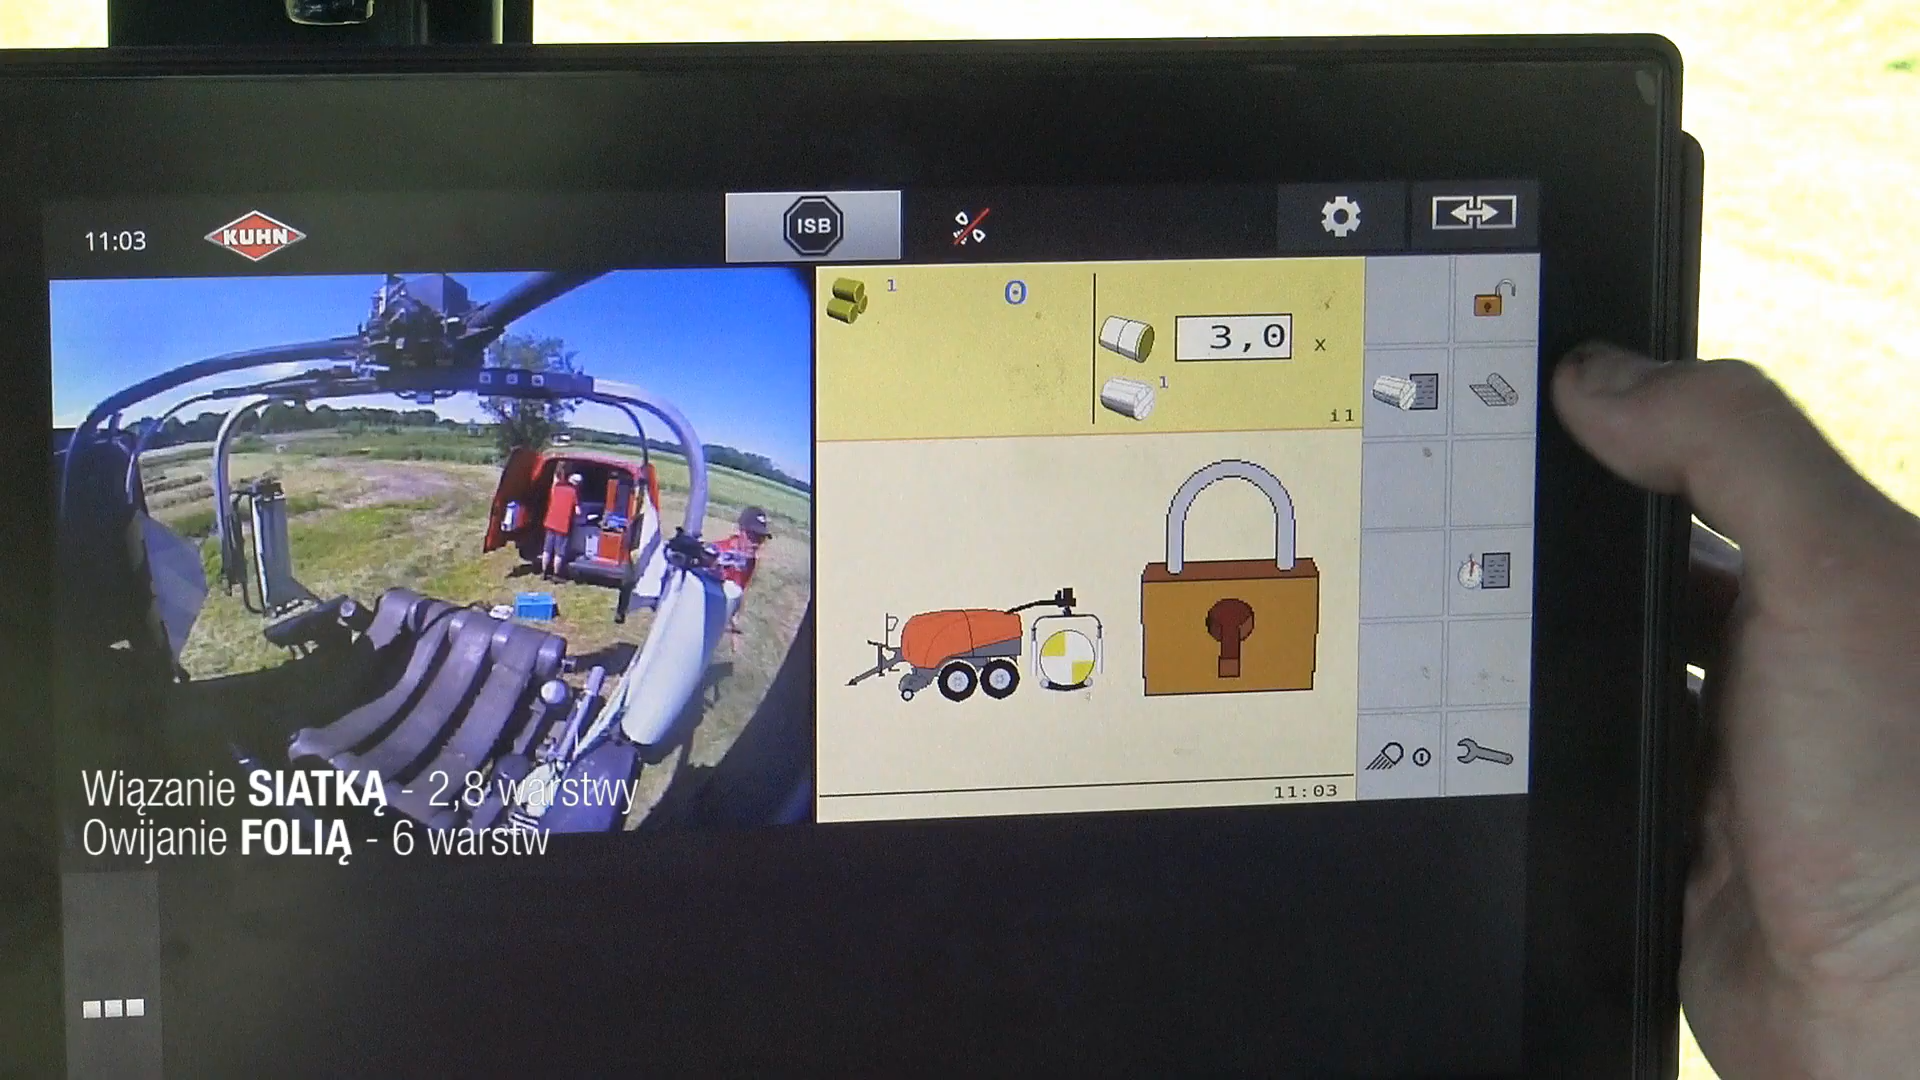 11:03
KUHN
ISB
1
0
3,0 x
1
i1
11:03
Wiązanie SIATKĄ - 2,8 warstwy
Owijanie FOLIĄ - 6 warstw